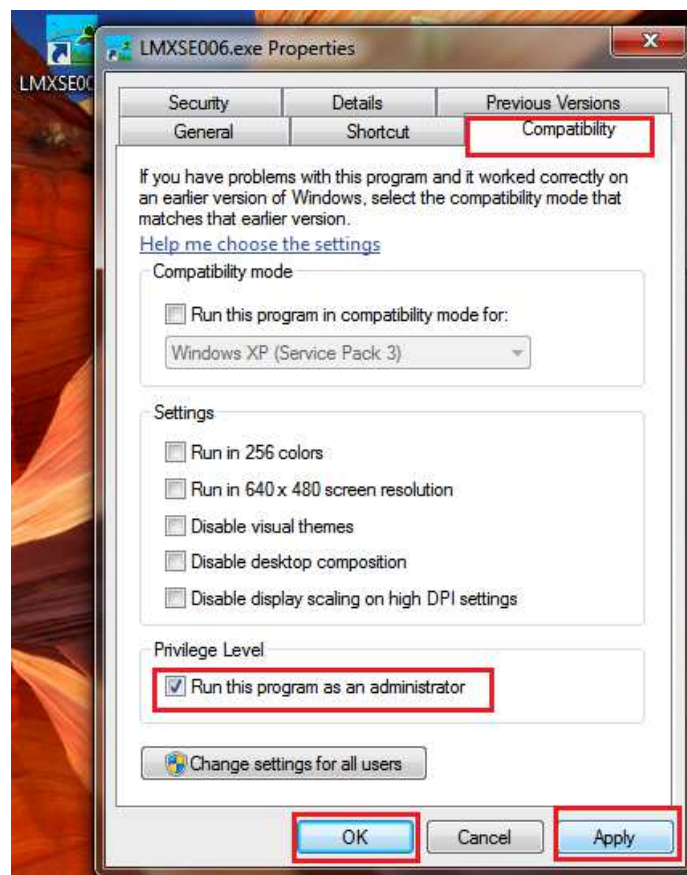 LMXSE006.exe Properties
LMXSE00
Security Details Previous Versions
General Shortcut Compatibility
If you have problems with this program and it worked correctly on
an earlier version of Windows, select the compatibility mode that
matches that earlier version.
Help me choose the settings
Compatibility mode
Run this program in compatibility mode for:
Windows XP (Service Pack 3)
Settings
Run in 256 colors
Run in 640 x 480 screen resolution
Disable visual themes
Disable desktop composition
Disable display scaling on high DPI settings
Privilege Level
Run this program as an administrator
Change settings for all users
OK Cancel Apply